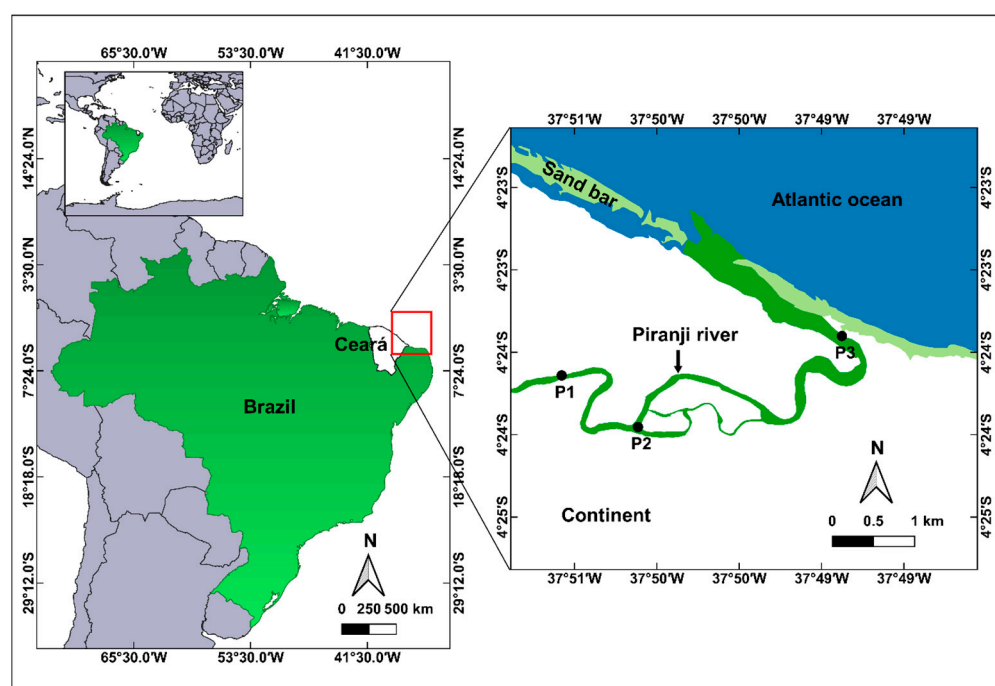 65°30.0'W 53°30.0'W 41°30.0'W
14°24.0'N
3°30.0'N
7°24.0'S
18°18.0'S
29°12.0'S
Ceará
Brazil
N
0 250 500 km
65°30.0'W 53°30.0'W 41°30.0'W
14°24.0'N
3°30.0'N
7°24.0'S
18°18.0'S
29°12.0'S
37°51'W 37°50'W 37°50'W 37°49'W 37°49'W
4°23'S
4°23'S
4°24'S
4°24'S
4°25'S
Sand bar
Atlantic ocean
Piranji river
P3
P1
P2
Continent
N
0 0.5 1 km
4°23'S
4°23'S
4°24'S
4°24'S
4°25'S
37°51'W 37°50'W 37°50'W 37°49'W 37°49'W